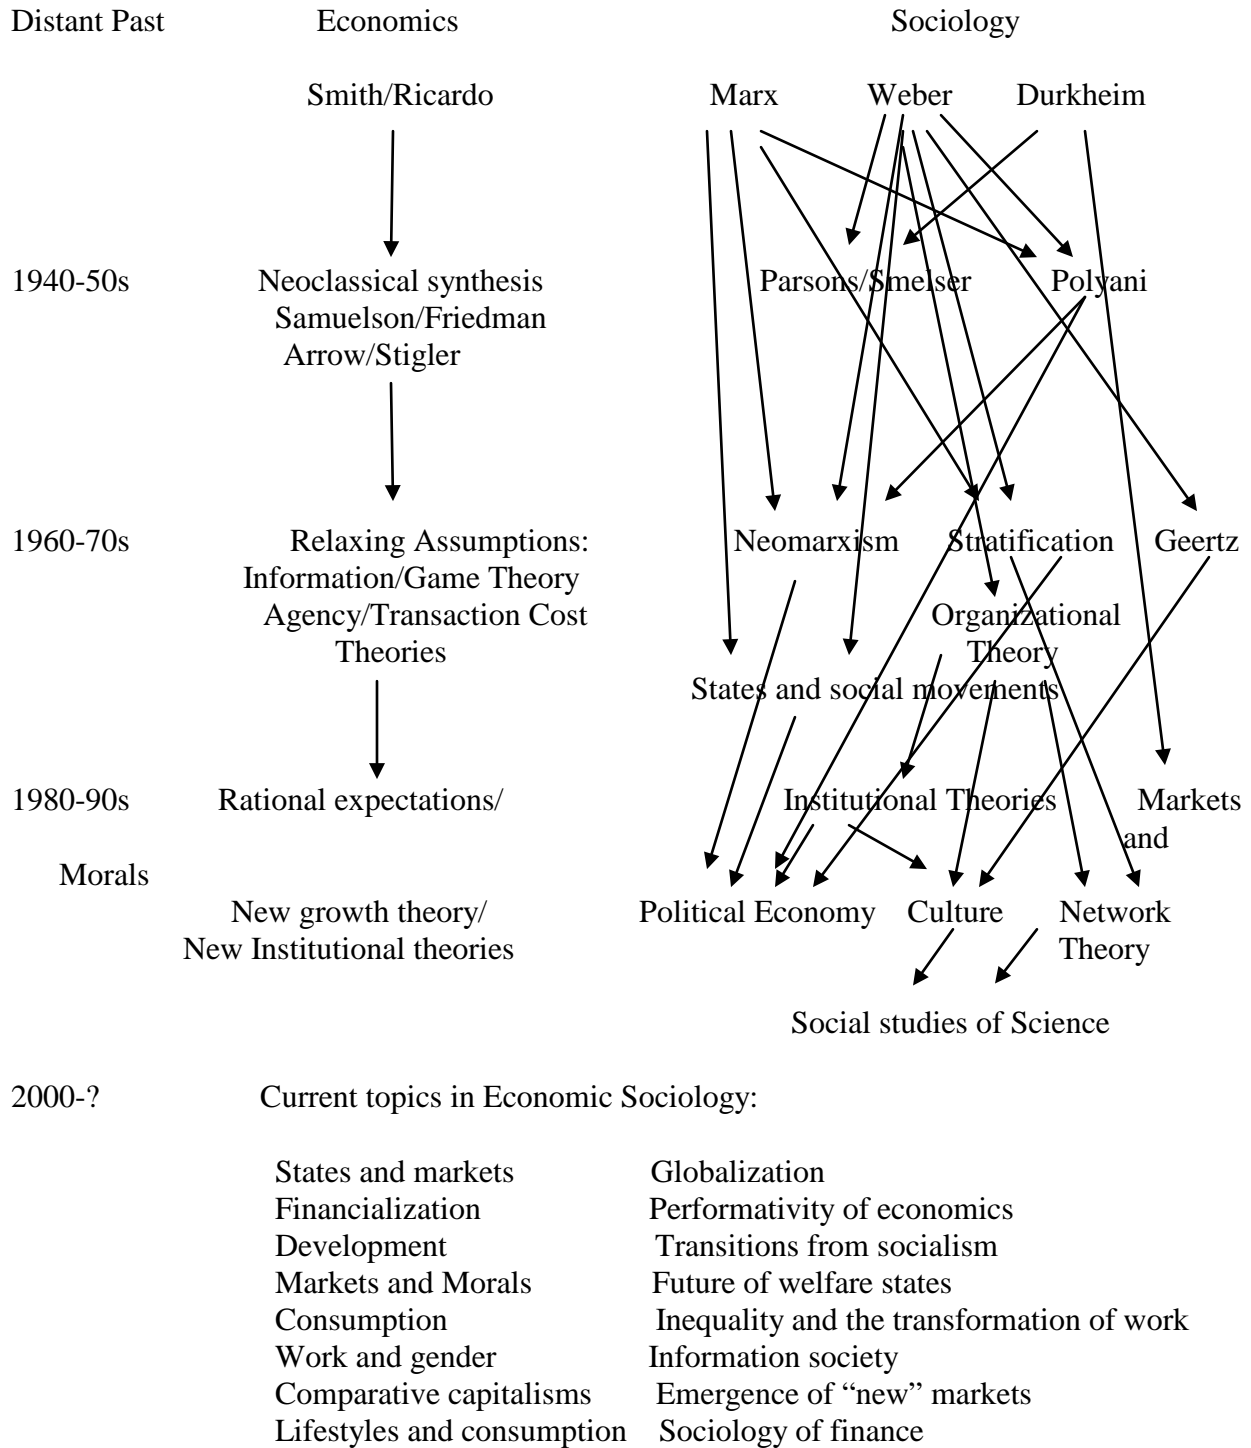 Distant Past Economics Sociology
Smith/Ricardo Marx Weber Durkheim
1940-50s Neoclassical synthesis Parsons/Smelser Polyani
Samuelson/Friedman
Arrow/Stigler
1960-70s Relaxing Assumptions: Neomarxism Stratification Geertz
Information/Game Theory
Agency/Transaction Cost Organizational
Theories Theory
States and social movements
1980-90s Rational expectations/ Institutional Theories Markets
and
Morals
New growth theory/ Political Economy Culture Network
New Institutional theories Theory
Social studies of Science
2000-? Current topics in Economic Sociology:
States and markets Globalization
Financialization Performativity of economics
Development Transitions from socialism
Markets and Morals Future of welfare states
Consumption Inequality and the transformation of work
Work and gender Information society
Comparative capitalisms Emergence of “new” markets
Lifestyles and consumption Sociology of finance